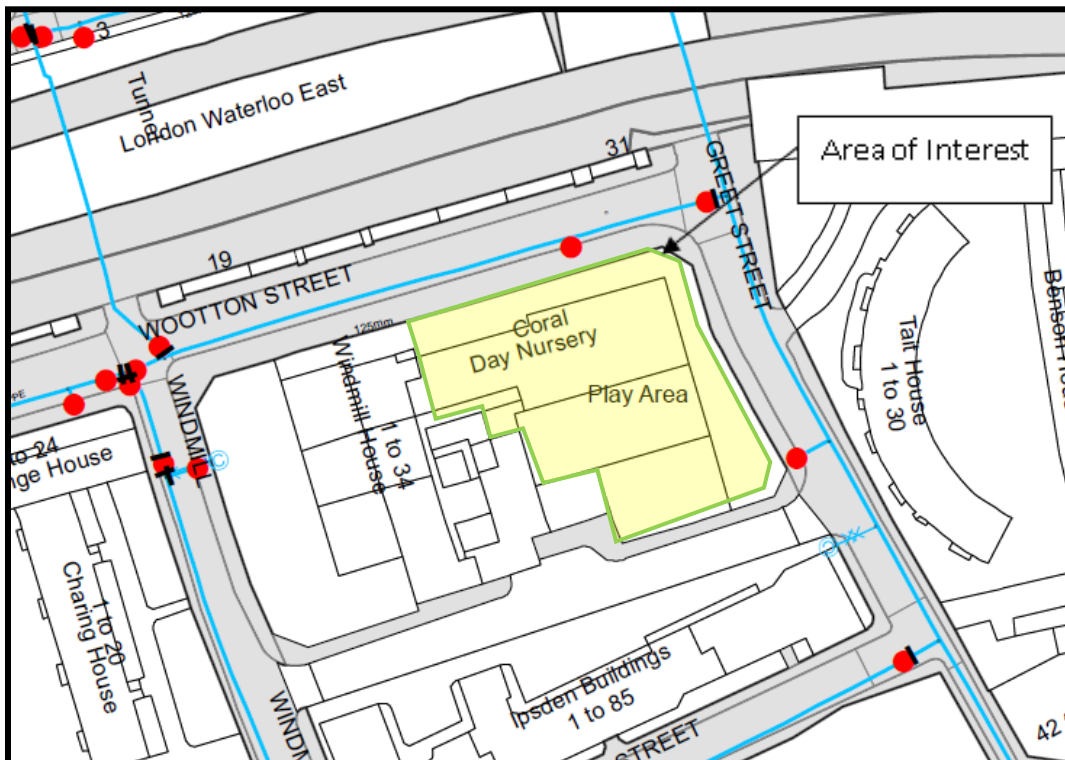 3
Tunnel
London Waterloo East
31
GREET STREET
Area of Interest
19
WOOTTON STREET
125mm
Coral
Day Nursery
Play Area
Windmill House
1 to 34
Tait House
1 to 30
PE
WINDMILL
to 24
nge House
Charing House
1 to 20
Ipsden Buildings
1 to 85
WINDM
STREET
42